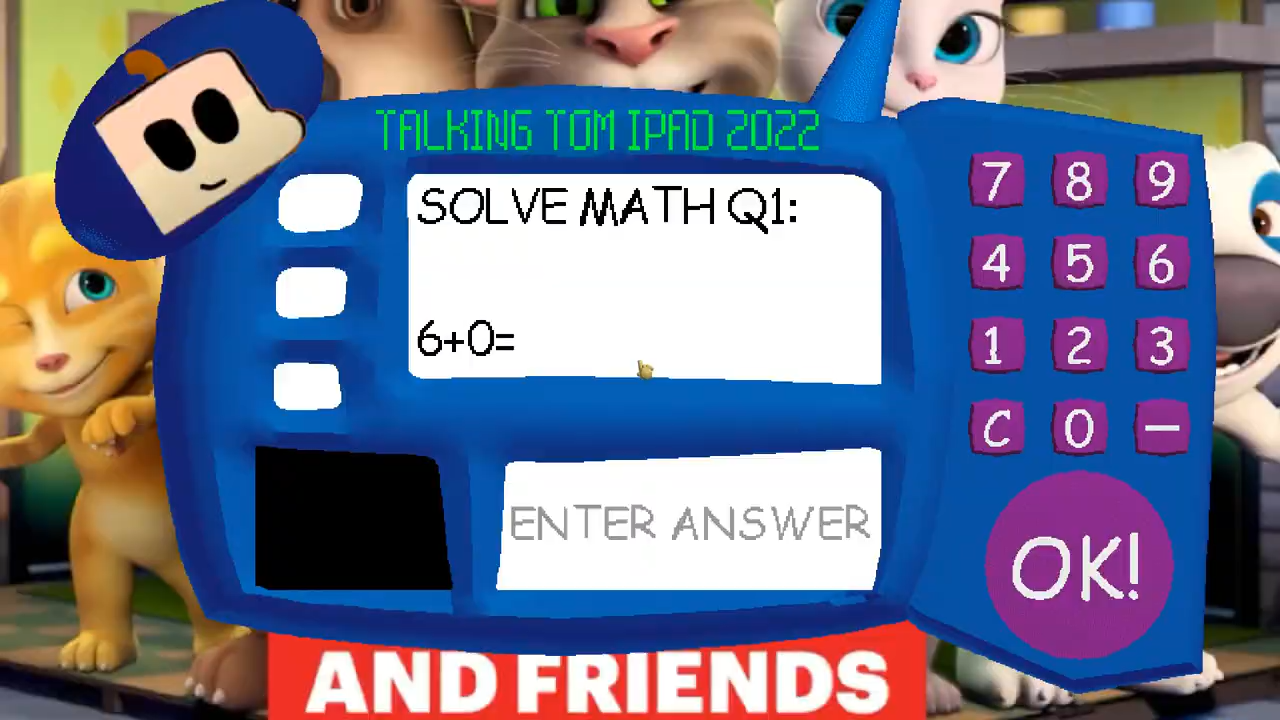 TALKING TOM IPAD 2022
SOLVE MATH Q1:
6+0=
ENTER ANSWER
7 8 9
4 5 6
1 2 3
C 0 −
OK!
AND FRIENDS